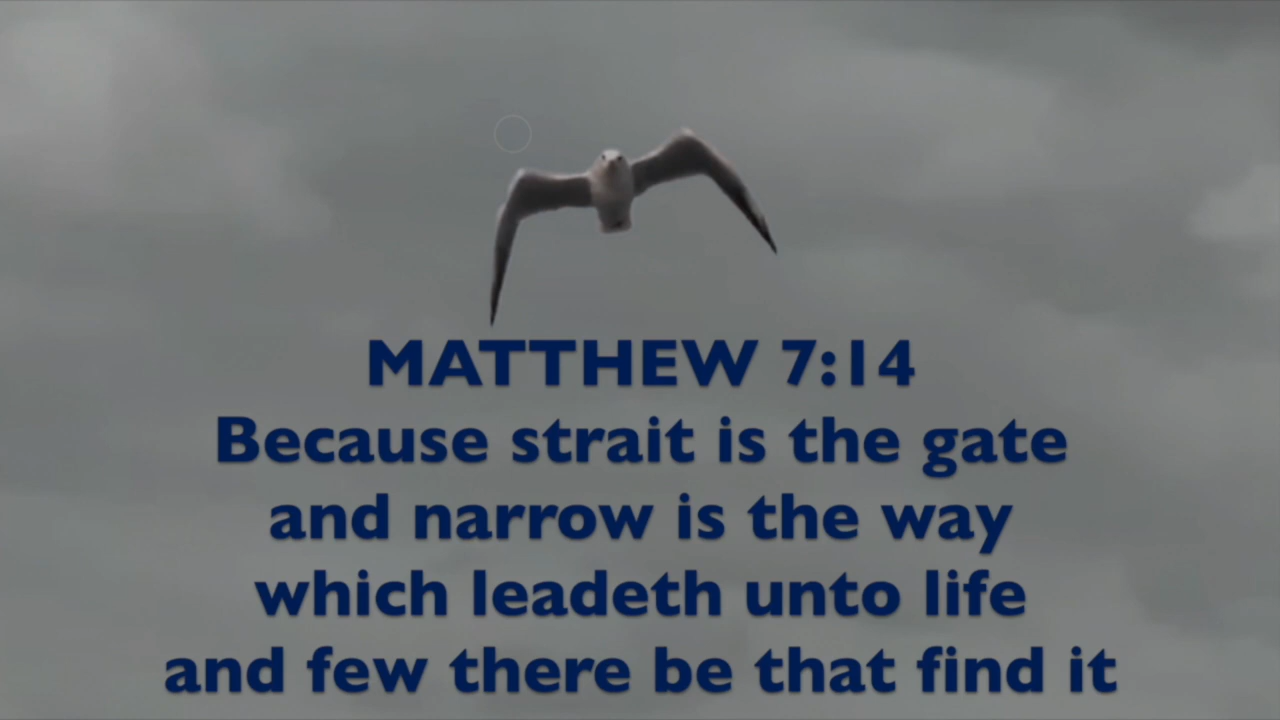 MATTHEW 7:14
Because strait is the gate
and narrow is the way
which leadeth unto life
and few there be that find it